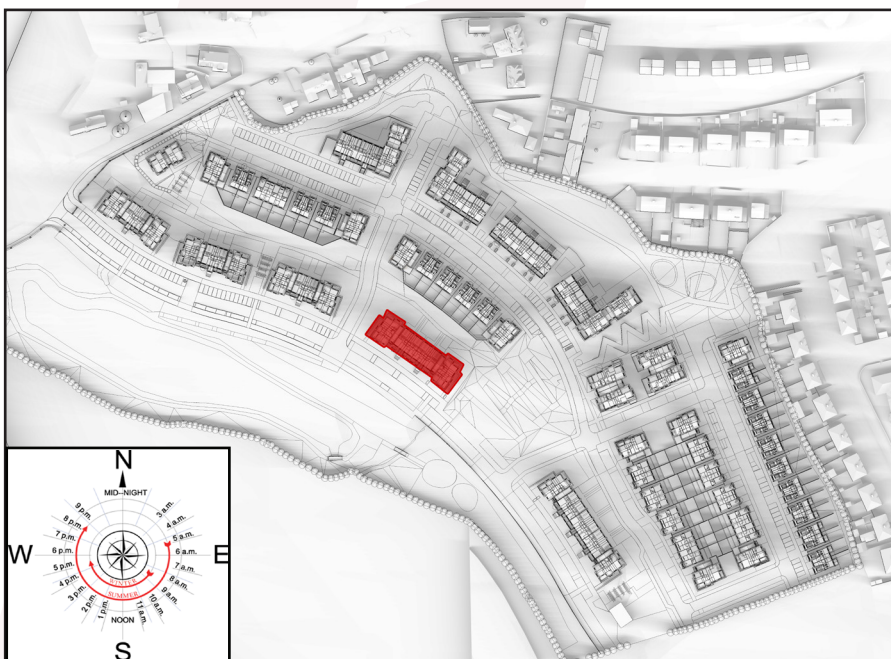 N
MID-NIGHT
9 p.m.
3 a.m.
8 p.m.
4 a.m.
7 p.m.
5 a.m.
W
6 p.m.
6 a.m.
E
5 p.m.
7 a.m.
4 p.m.
8 a.m.
3 p.m.
WINTER
9 a.m.
2 p.m.
SUMMER
10 a.m.
1 p.m.
11 a.m.
NOON
S